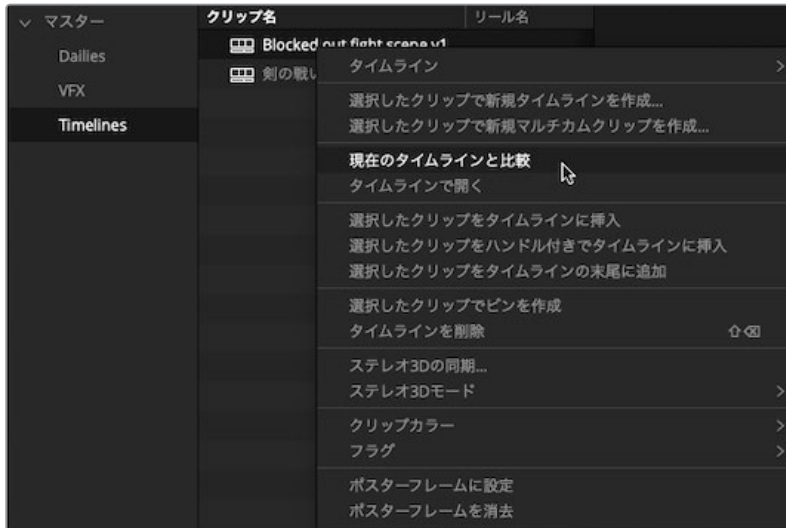 マスター
Dailies
VFX
Timelines
クリップ名
リール名
Blocked out fight scene v1
剣の戦い
タイムライン
選択したクリップで新規タイムラインを作成...
選択したクリップで新規マルチカムクリップを作成...
現在のタイムラインと比較
タイムラインで開く
選択したクリップをタイムラインに挿入
選択したクリップをハンドル付きでタイムラインに挿入
選択したクリップをタイムラインの末尾に追加
選択したクリップでビンを作成
タイムラインを削除 ⇧⌫
ステレオ3Dの同期...
ステレオ3Dモード
クリップカラー
フラグ
ポスターフレームに設定
ポスターフレームを消去